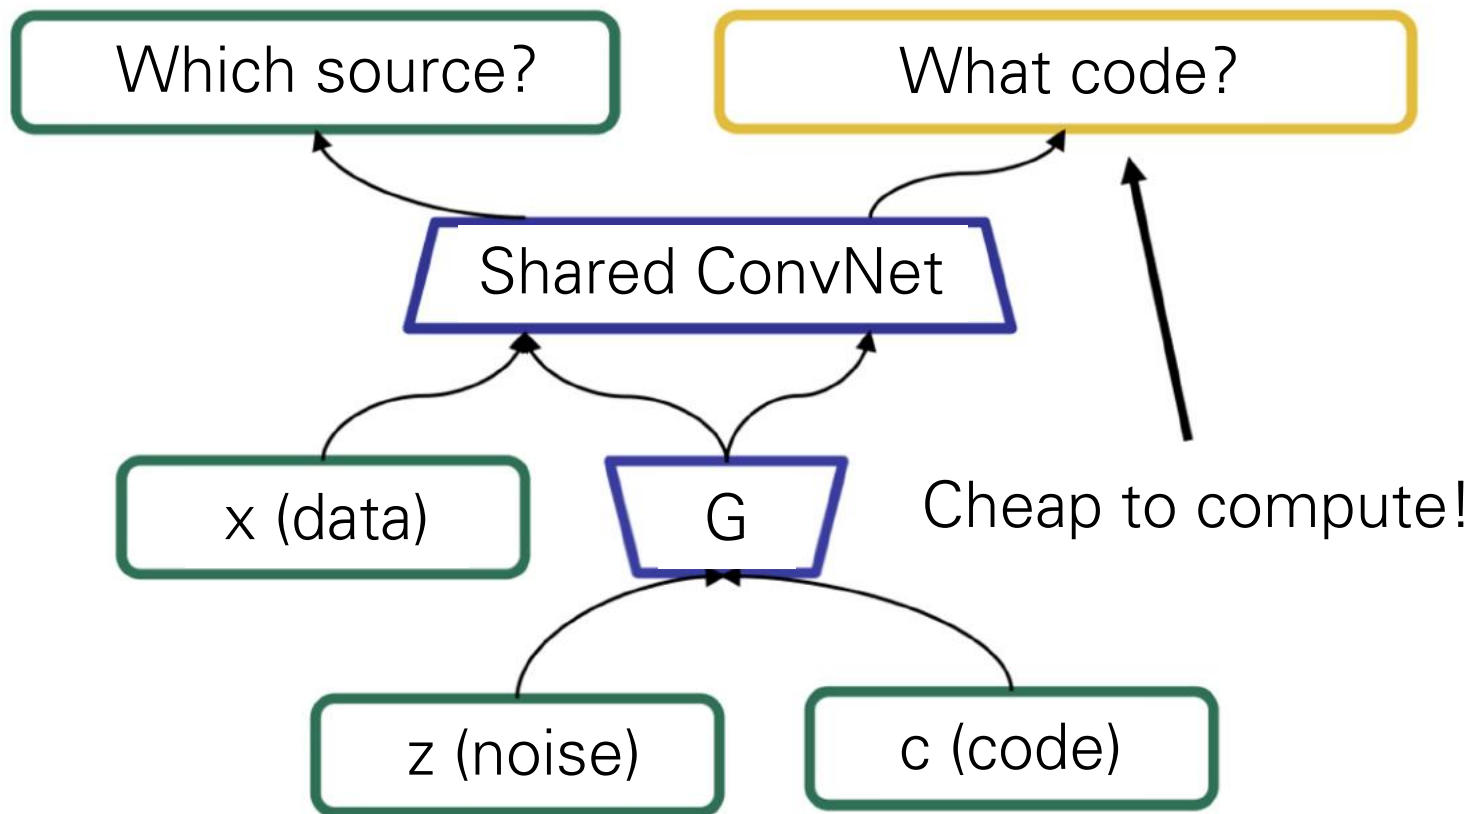 Which source?
What code?
Shared ConvNet
x (data)
G
Cheap to compute!
z (noise)
c (code)